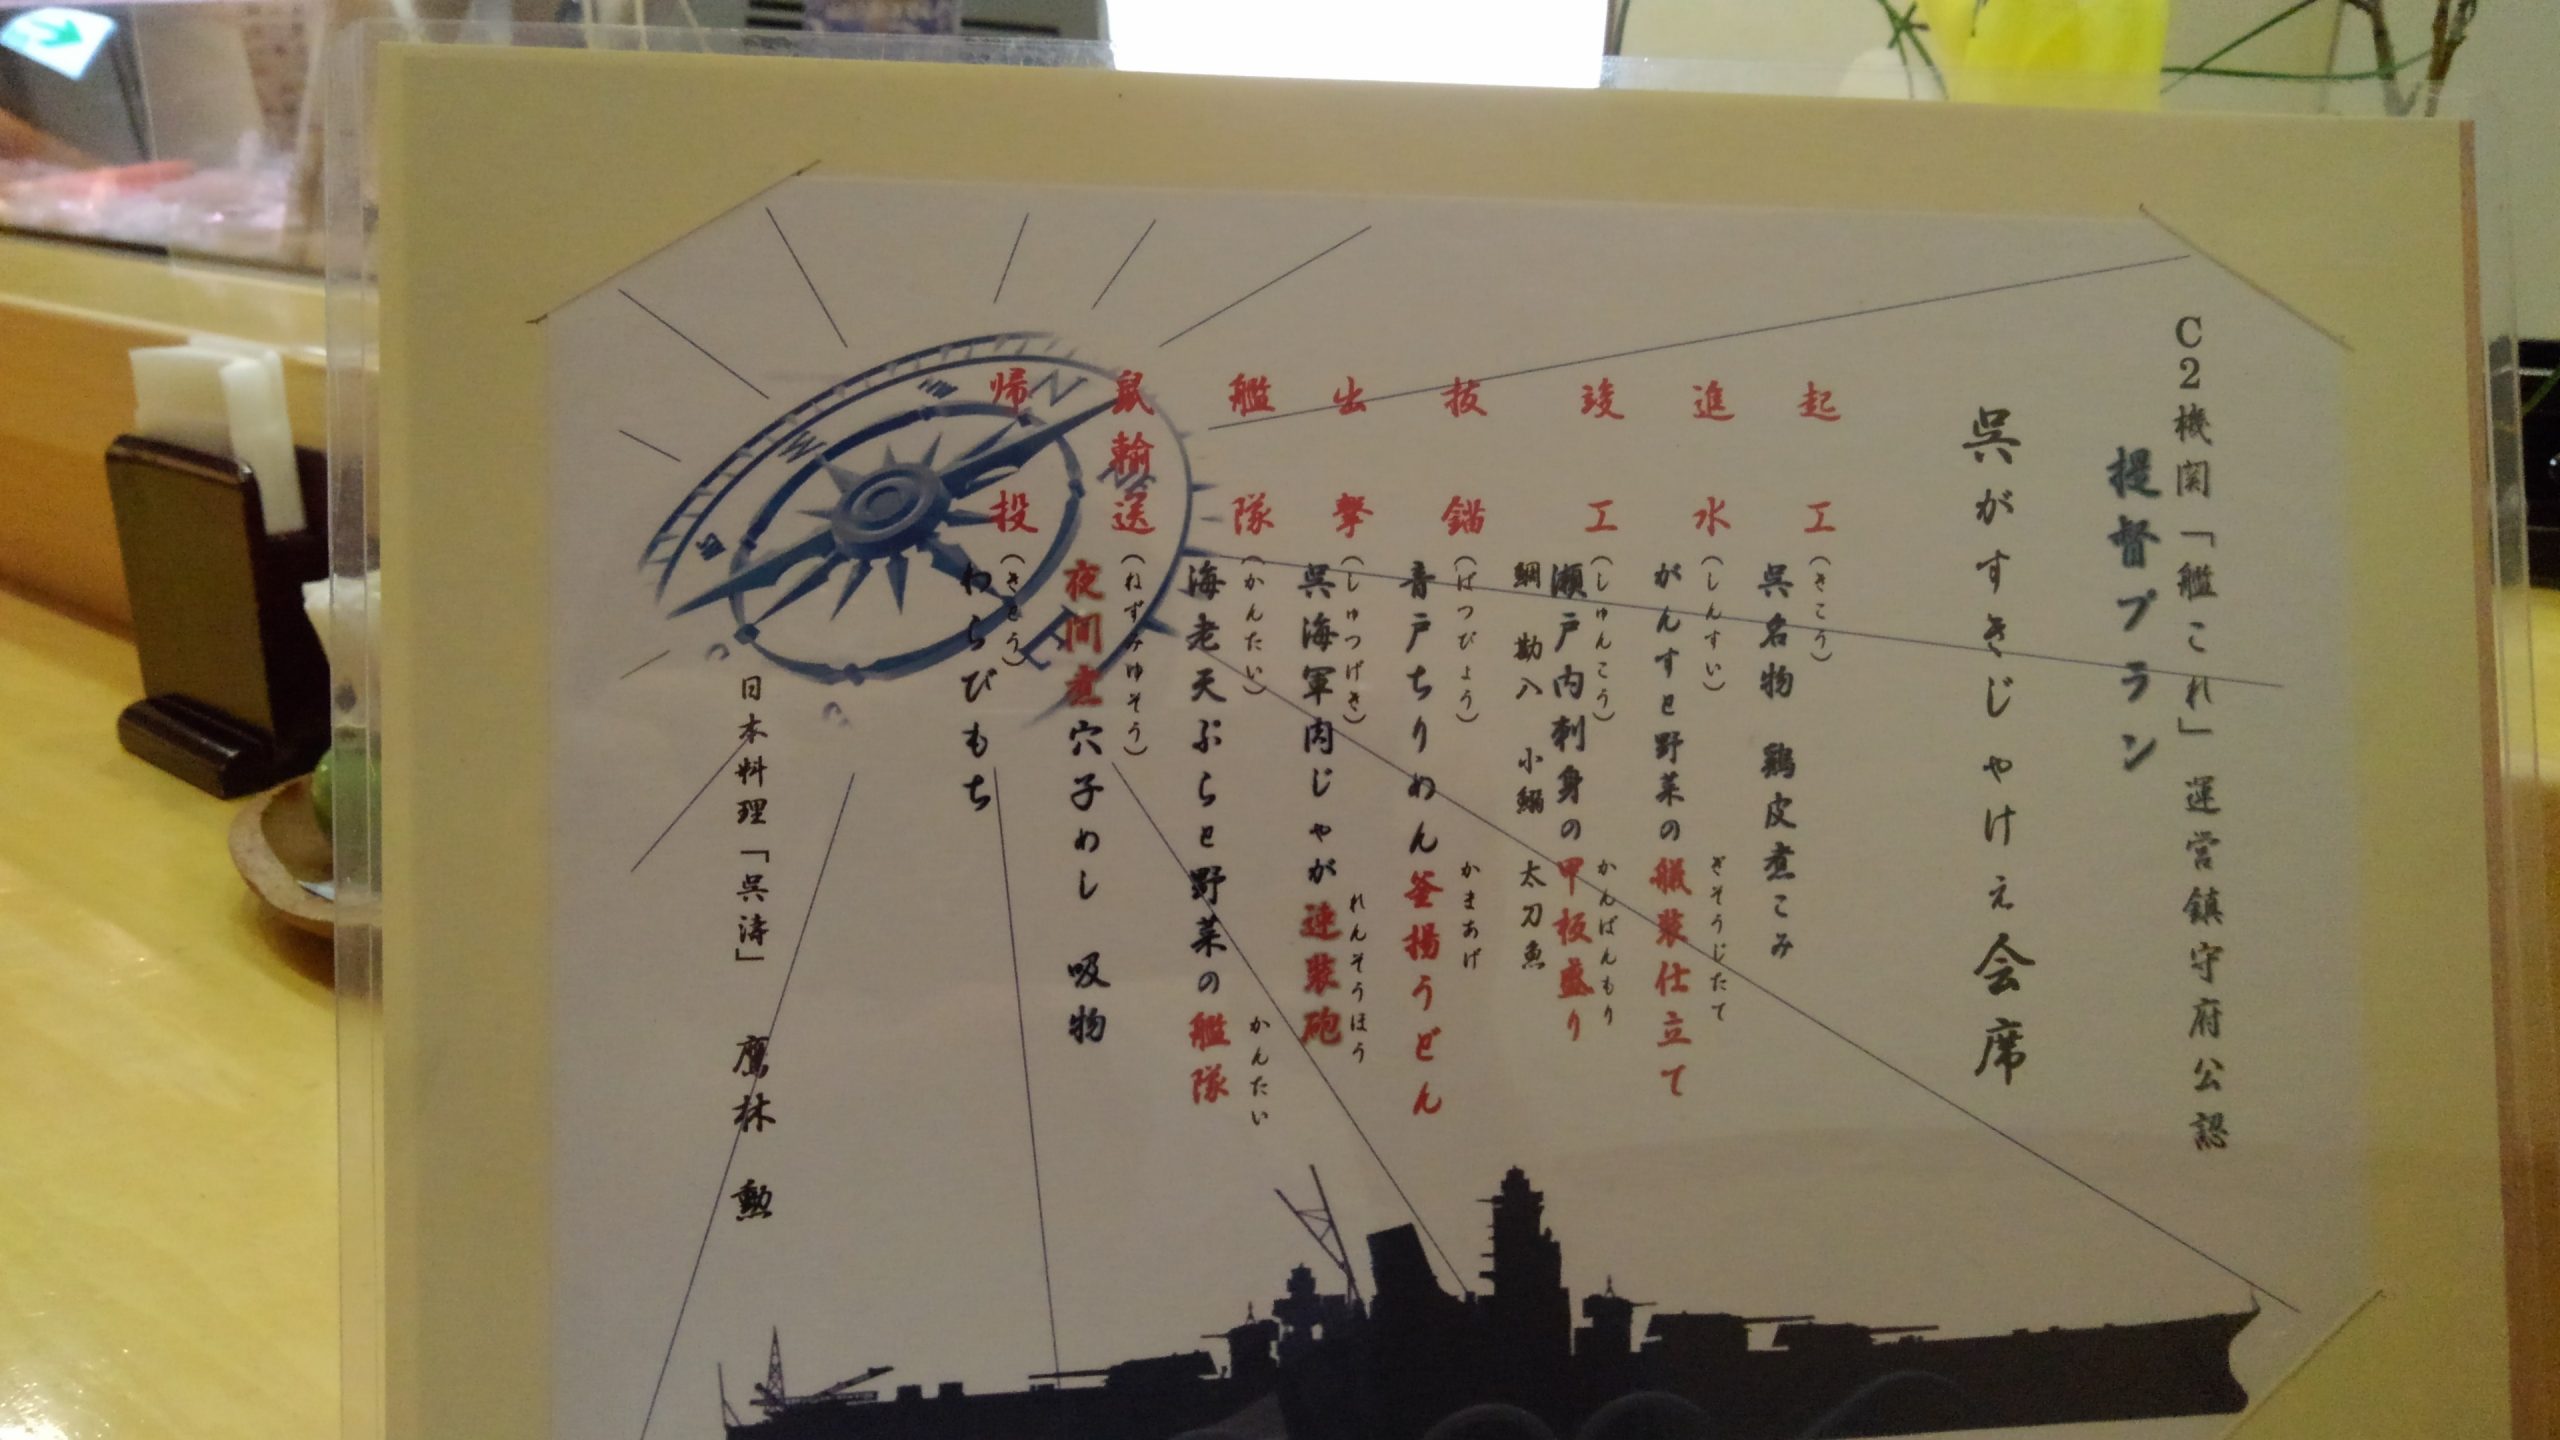 C2機関「艦これ」運営鎮守府公認
提督プラン
呉がすきじゃけぇ会席
起工(きこう)
呉名物 鶏皮煮こみ
進水(しんすい)
がんすと野菜の艤装仕立て
ぎそうじたて
竣工(しゅんこう)
瀬戸内刺身の甲板盛り
かんぱんもり
鯛 勘八 小鰯 太刀魚
抜錨(ばつびょう)
音戸ちりめん釜揚うどん
かまあげ
出撃(しゅつげき)
呉海軍肉じゃが連装砲
れんそうほう
艦隊(かんたい)
海老天ぷらと野菜の艦隊
かんたい
鼠輸送(ねずみゆそう)
夜間煮穴子めし 吸物
帰投(きとう)
わらびもち
日本料理「呉濤」 鷹林 勲
N
W
E